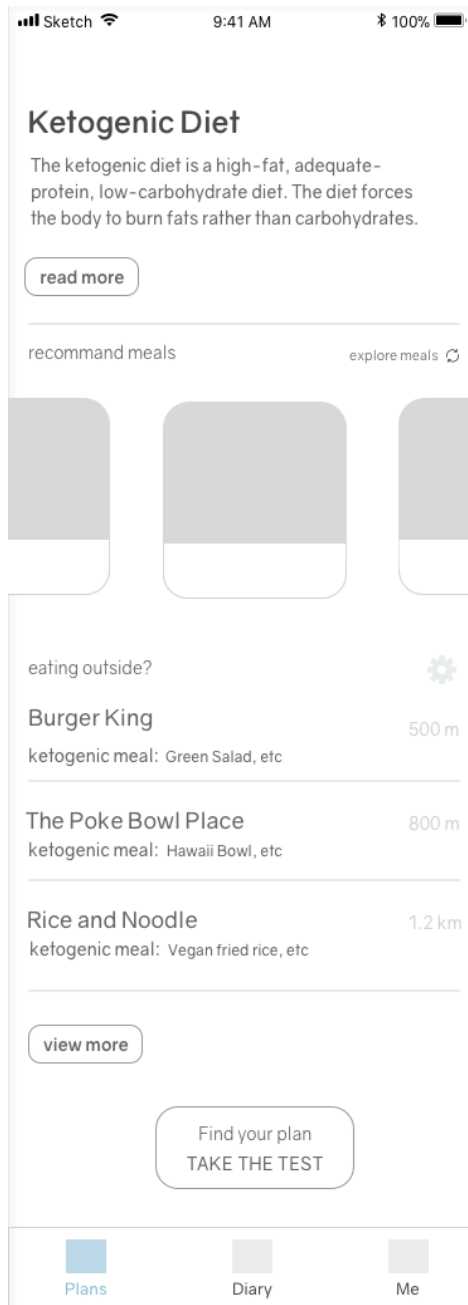 Sketch 9:41 AM 100%
Ketogenic Diet
The ketogenic diet is a high-fat, adequate-
protein, low-carbohydrate diet. The diet forces
the body to burn fats rather than carbohydrates.
read more
recommand meals explore meals
eating outside?
Burger King 500 m
ketogenic meal: Green Salad, etc
The Poke Bowl Place 800 m
ketogenic meal: Hawaii Bowl, etc
Rice and Noodle 1.2 km
ketogenic meal: Vegan fried rice, etc
view more
Find your plan
TAKE THE TEST
Plans Diary Me